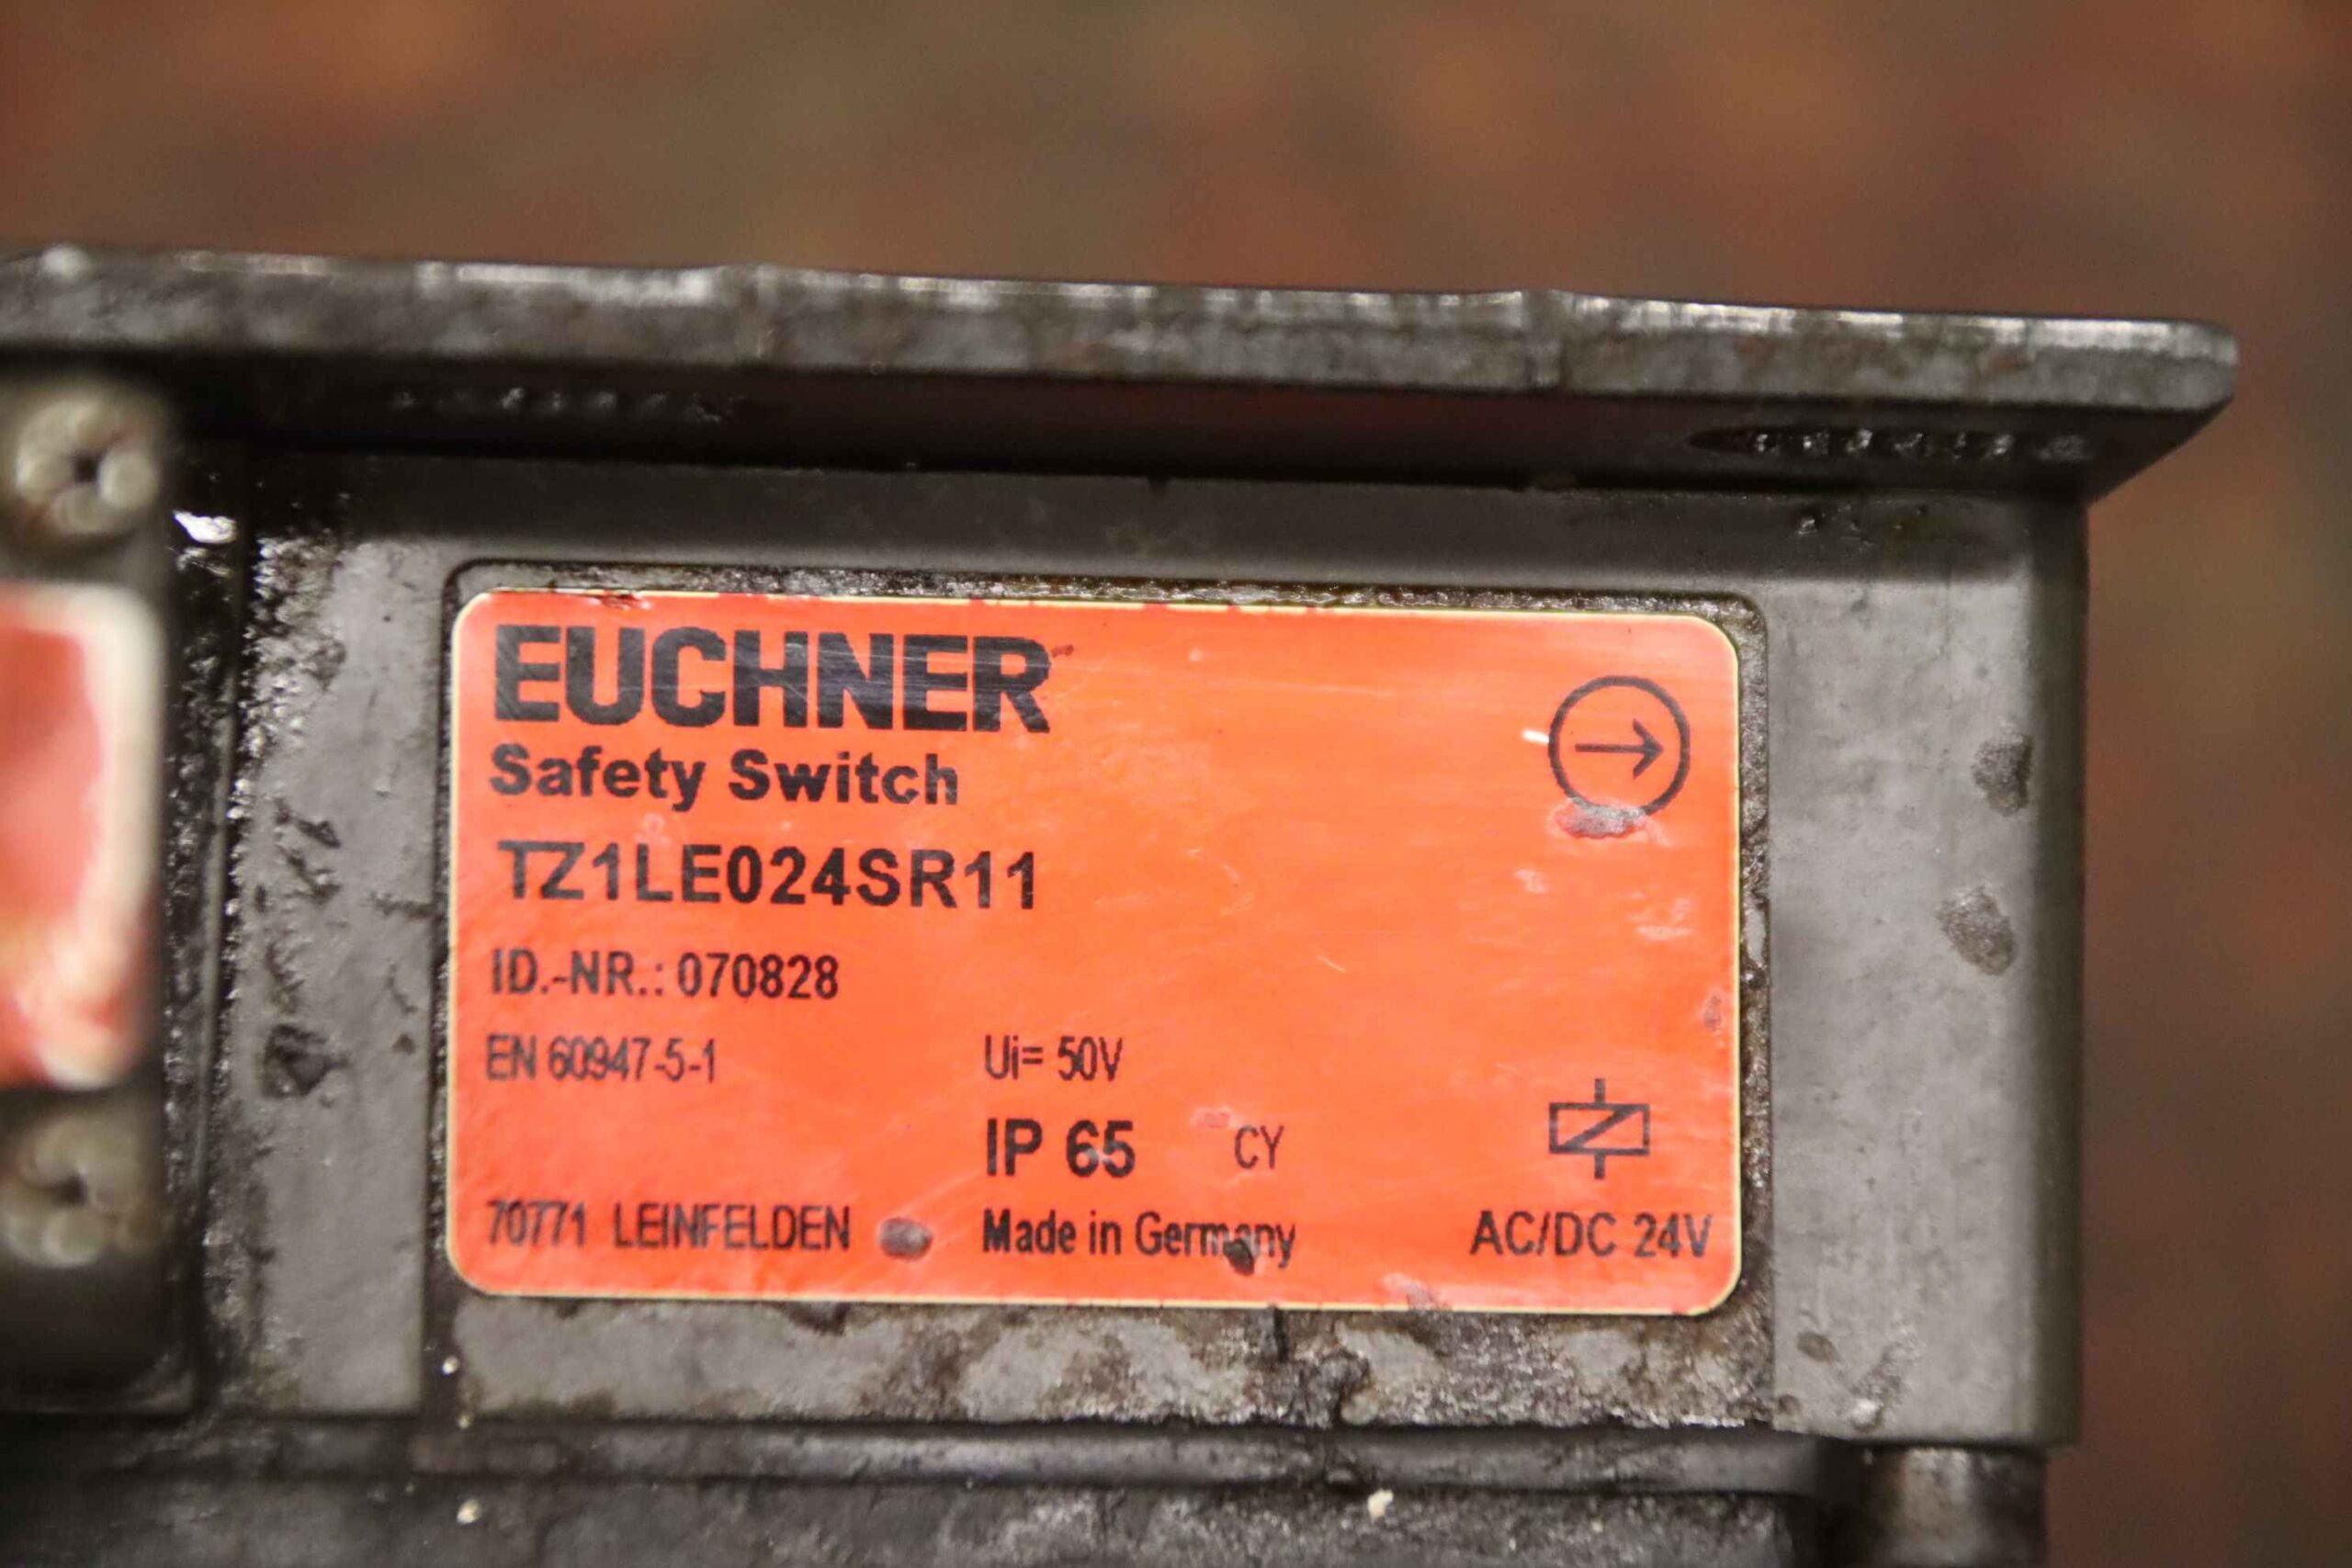 EUCHNER
Safety Switch
TZ1LE024SR11
ID.-NR.: 070828
EN 60947-5-1 Ui= 50V
IP 65 CY
70771 LEINFELDEN Made in Germany AC/DC 24V